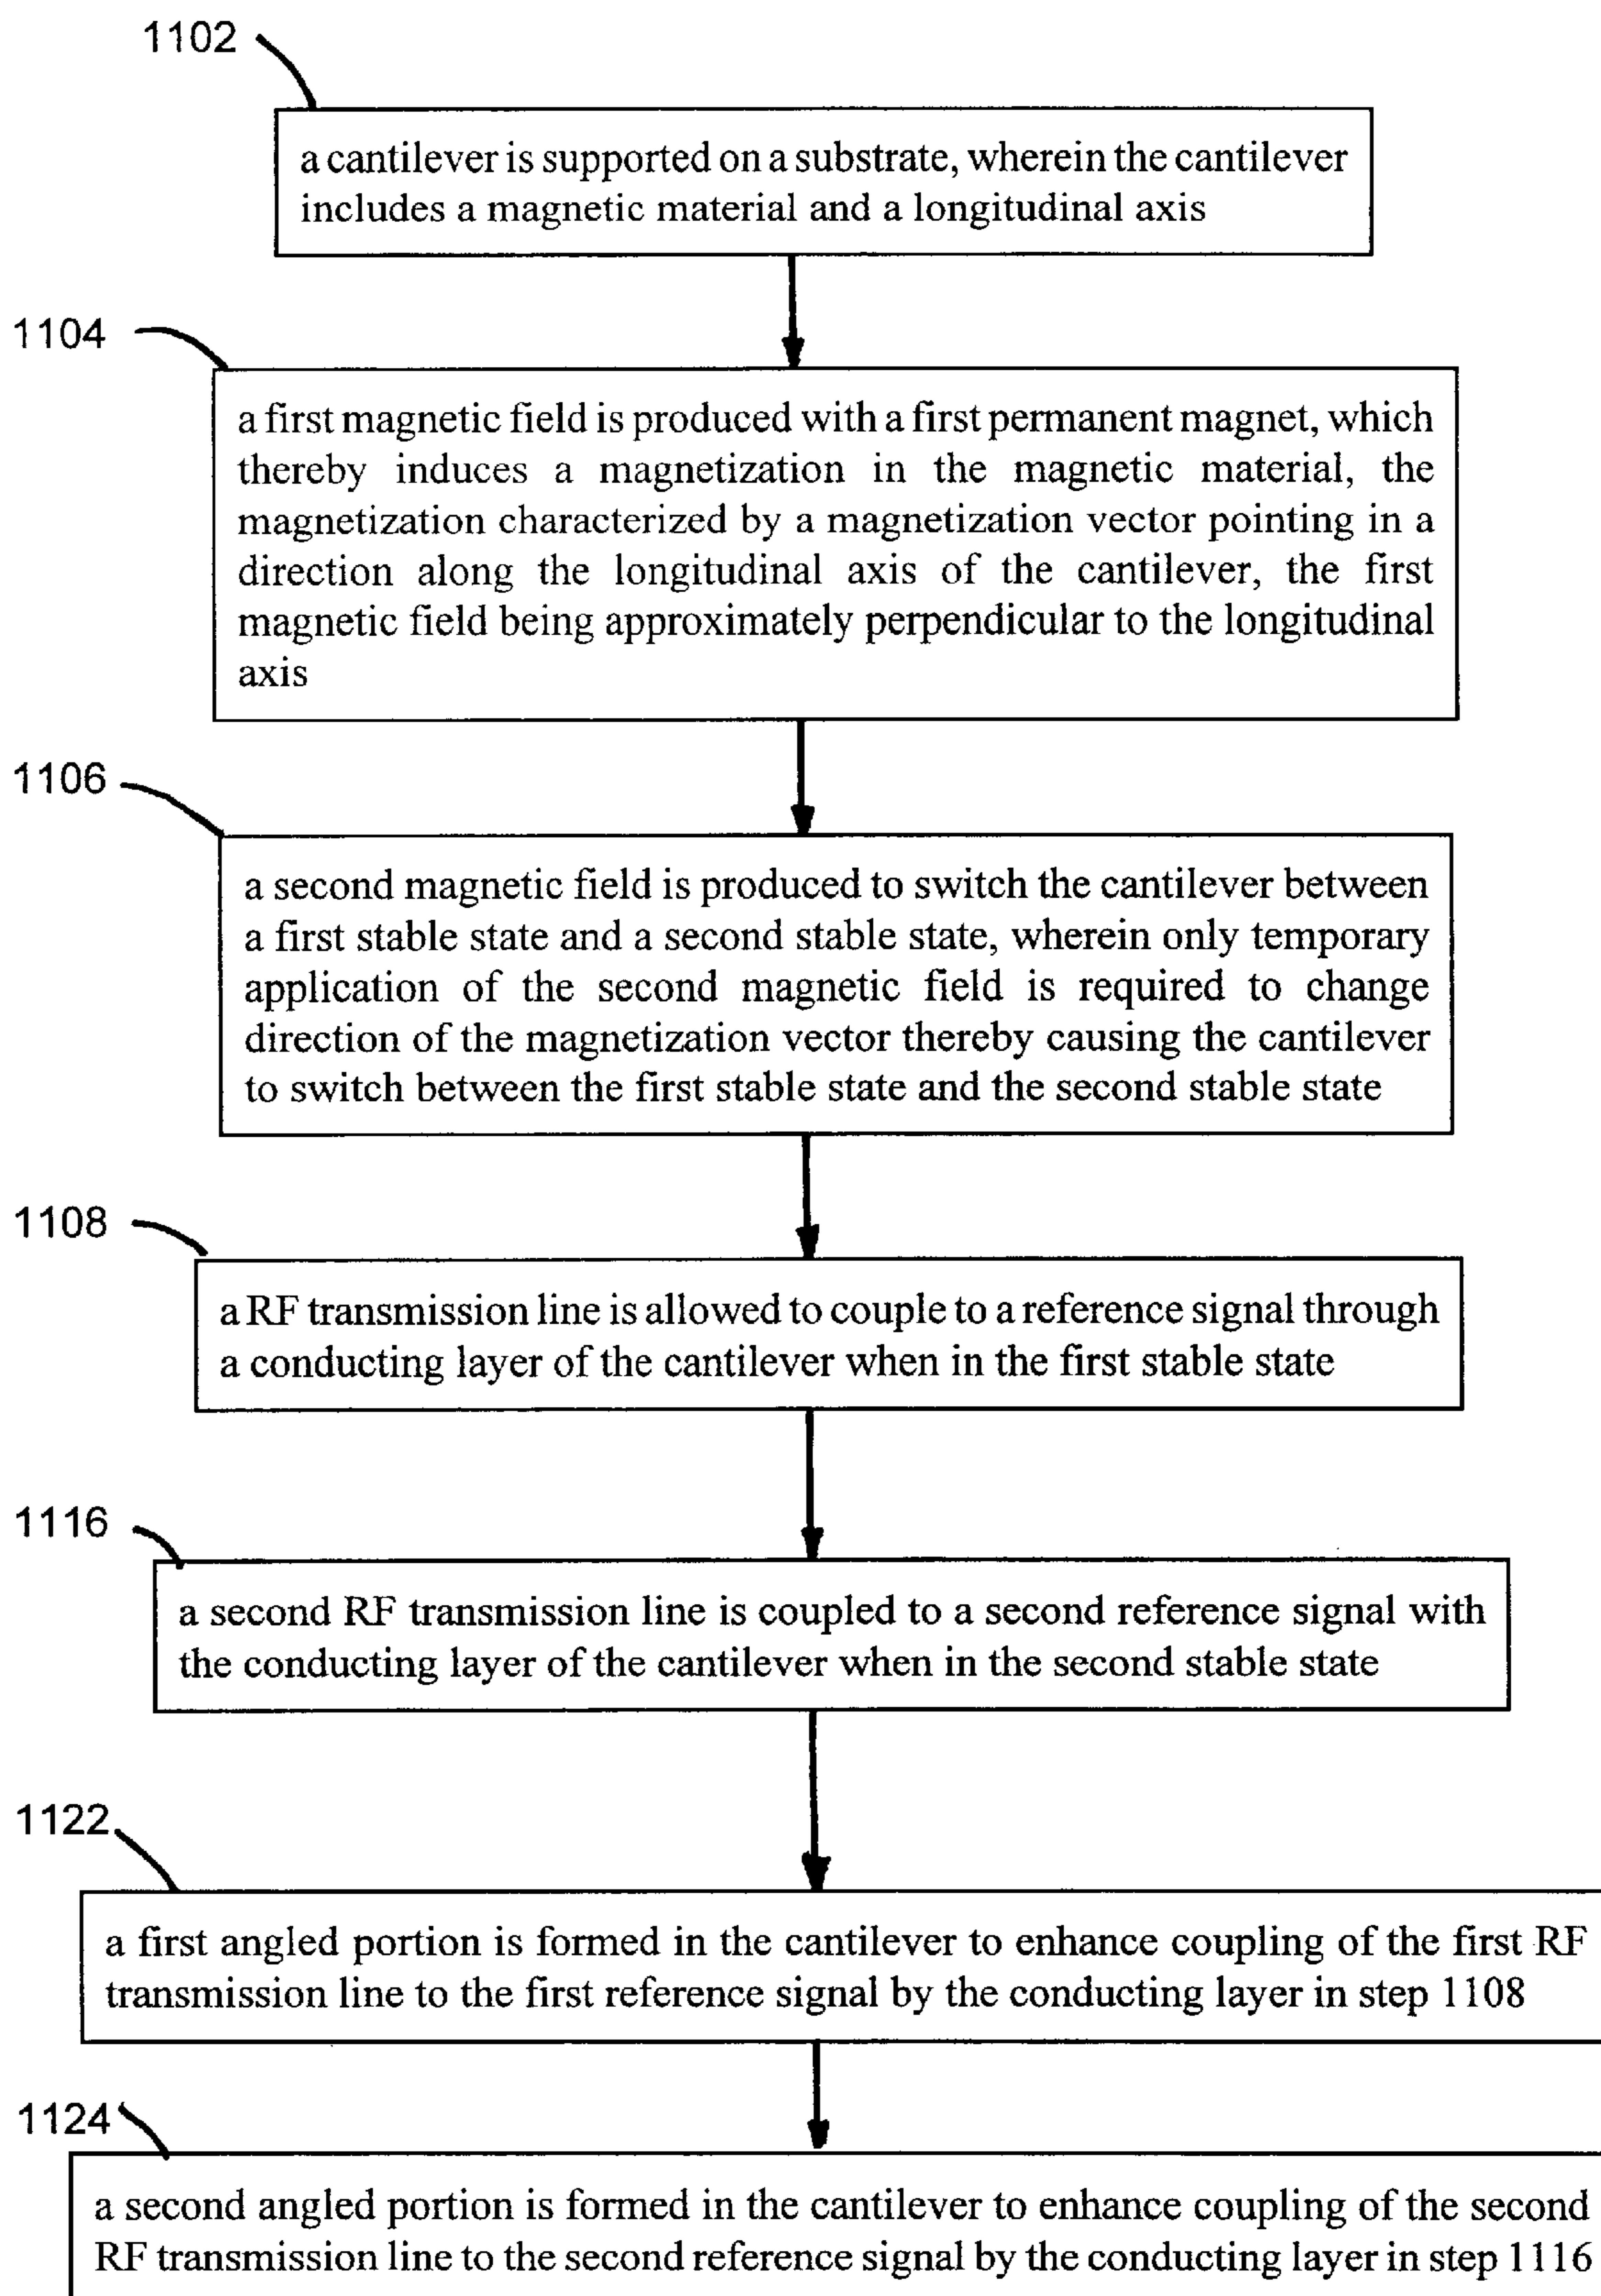 1102
a cantilever is supported on a substrate, wherein the cantilever
includes a magnetic material and a longitudinal axis
1104
a first magnetic field is produced with a first permanent magnet, which
thereby induces a magnetization in the magnetic material, the
magnetization characterized by a magnetization vector pointing in a
direction along the longitudinal axis of the cantilever, the first
magnetic field being approximately perpendicular to the longitudinal
axis
1106
a second magnetic field is produced to switch the cantilever between
a first stable state and a second stable state, wherein only temporary
application of the second magnetic field is required to change
direction of the magnetization vector thereby causing the cantilever
to switch between the first stable state and the second stable state
1108
a RF transmission line is allowed to couple to a reference signal through
a conducting layer of the cantilever when in the first stable state
1116
a second RF transmission line is coupled to a second reference signal with
the conducting layer of the cantilever when in the second stable state
1122
a first angled portion is formed in the cantilever to enhance coupling of the first RF
transmission line to the first reference signal by the conducting layer in step 1108
1124
a second angled portion is formed in the cantilever to enhance coupling of the second
RF transmission line to the second reference signal by the conducting layer in step 1116